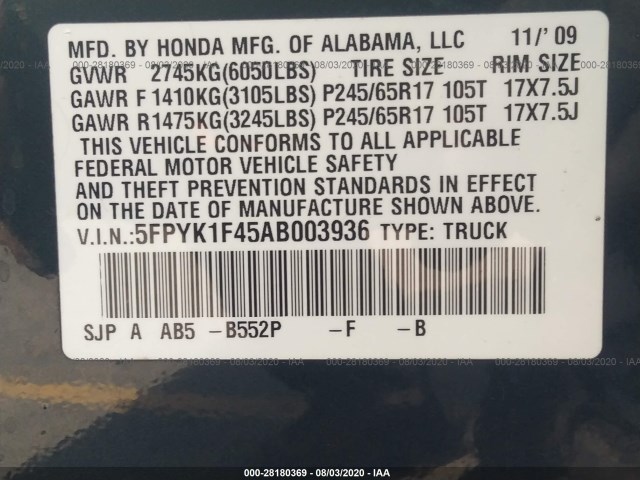 MFD. BY HONDA MFG. OF ALABAMA, LLC 11/'09
GVWR 2745KG(6050LBS) TIRE SIZE RIM SIZE
GAWR F1410KG(3105LBS) P245/65R17 105T 17X7.5J
GAWR R1475KG(3245LBS) P245/65R17 105T 17X7.5J
THIS VEHICLE CONFORMS TO ALL APPLICABLE
FEDERAL MOTOR VEHICLE SAFETY
AND THEFT PREVENTION STANDARDS IN EFFECT
ON THE DATE OF MANUFACTURE SHOWN ABOVE.
V.I.N.:5FPYK1F45AB003936 TYPE: TRUCK
SJP A AB5 -B552P -F -B
000-28180369 - 08/03/2020 - IAA